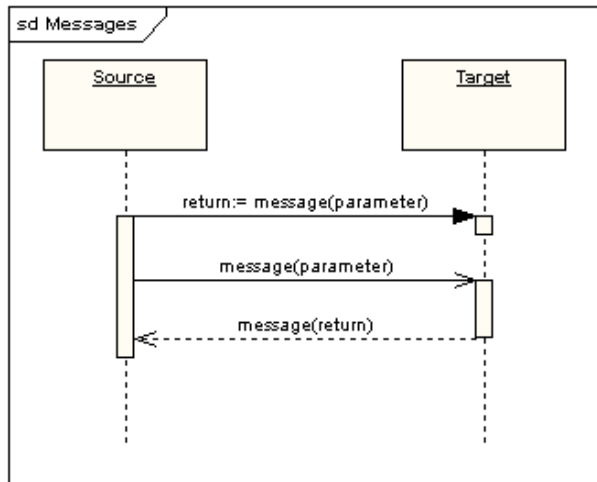 sd Messages
Source
Target
return:= message(parameter)
message(parameter)
message(return)